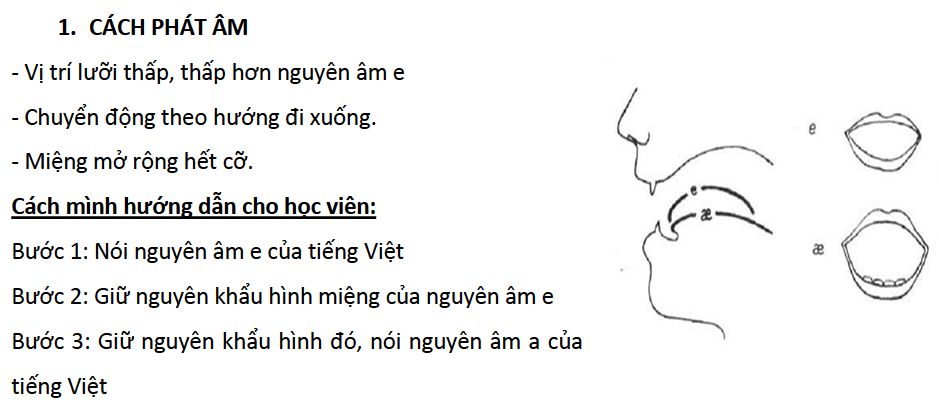 1. CÁCH PHÁT ÂM
- Vị trí lưỡi thấp, thấp hơn nguyên âm e
- Chuyển động theo hướng đi xuống.
- Miệng mở rộng hết cỡ.
Cách mình hướng dẫn cho học viên:
Bước 1: Nói nguyên âm e của tiếng Việt
Bước 2: Giữ nguyên khẩu hình miệng của nguyên âm e
Bước 3: Giữ nguyên khẩu hình đó, nói nguyên âm a của
tiếng Việt
e
e
æ
æ